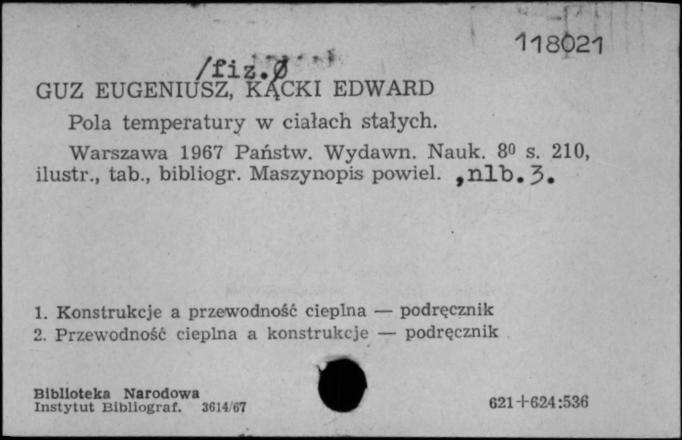 118021
/fiz.Ø
GUZ EUGENIUSZ, KĄCKI EDWARD
Pola temperatury w ciałach stałych.
Warszawa 1967 Państw. Wydawn. Nauk. 8⁰ s. 210,
ilustr., tab., bibliogr. Maszynopis powiel. ,nlb.3.
1. Konstrukcje a przewodność cieplna — podręcznik
2. Przewodność cieplna a konstrukcje — podręcznik
Biblioteka Narodowa
Instytut Bibliograf. 3614/67
621+624:536